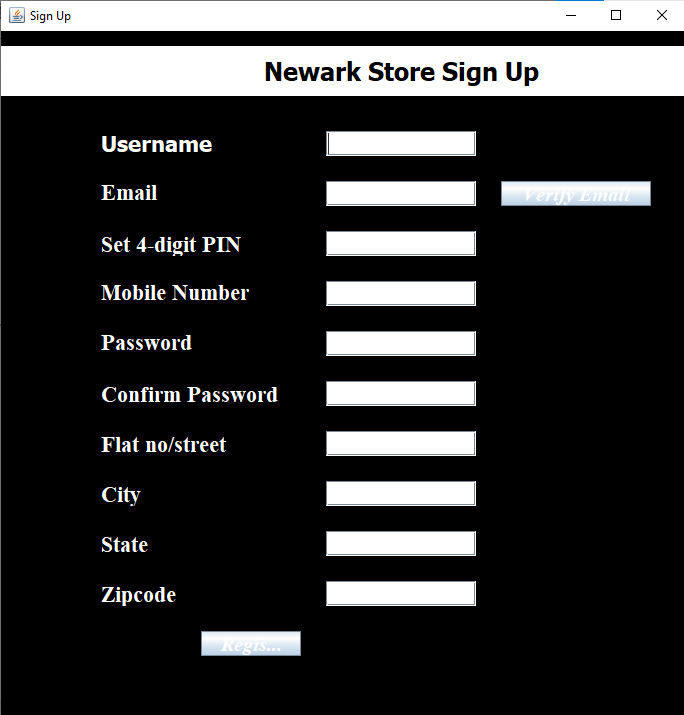 Sign Up
Newark Store Sign Up
Username
Email
Verify Email
Set 4-digit PIN
Mobile Number
Password
Confirm Password
Flat no/street
City
State
Zipcode
Regis...